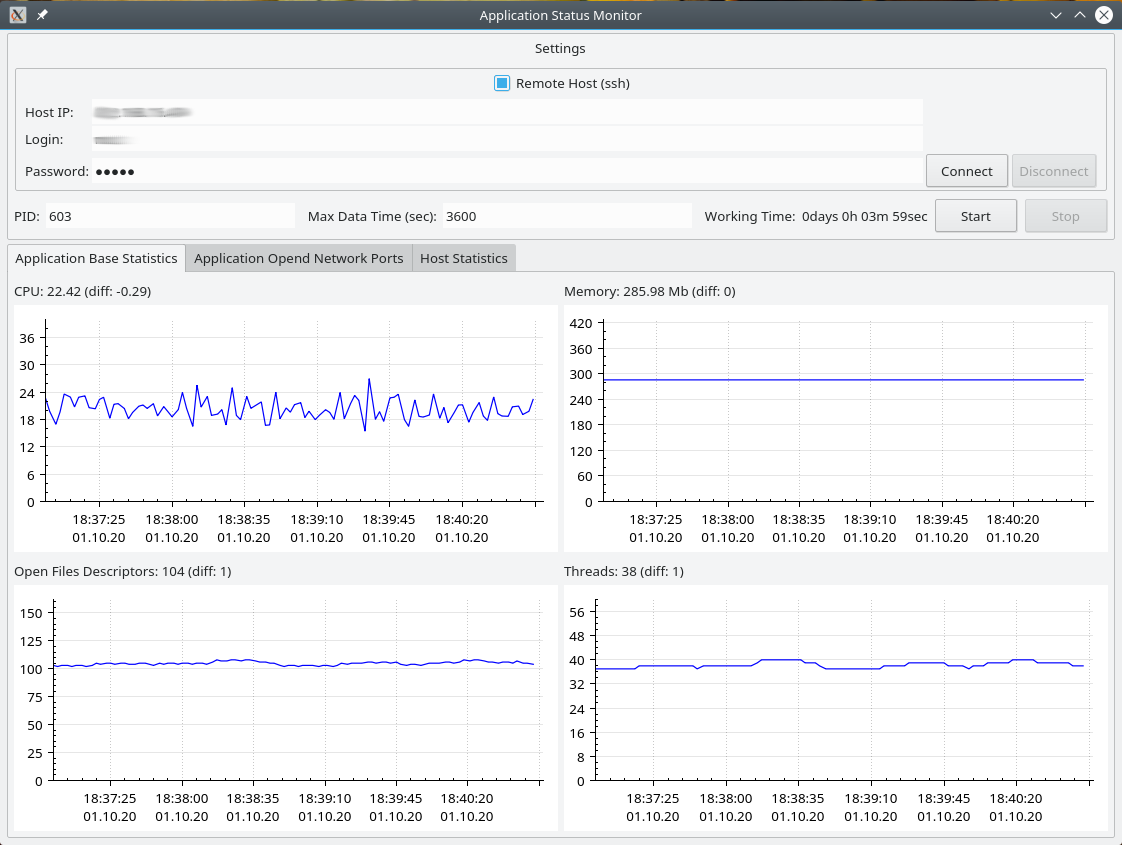 Application Status Monitor
Settings
Remote Host (ssh)
Host IP:
Login:
Password: ●●●●●
Connect Disconnect
PID: 603 Max Data Time (sec): 3600 Working Time: 0days 0h 03m 59sec Start Stop
Application Base Statistics Application Opend Network Ports Host Statistics
CPU: 22.42 (diff: -0.29)
36
30
24
18
12
6
0
18:37:25 18:38:00 18:38:35 18:39:10 18:39:45 18:40:20
01.10.20 01.10.20 01.10.20 01.10.20 01.10.20 01.10.20
Memory: 285.98 Mb (diff: 0)
420
360
300
240
180
120
60
0
18:37:25 18:38:00 18:38:35 18:39:10 18:39:45 18:40:20
01.10.20 01.10.20 01.10.20 01.10.20 01.10.20 01.10.20
Open Files Descriptors: 104 (diff: 1)
150
125
100
75
50
25
0
18:37:25 18:38:00 18:38:35 18:39:10 18:39:45 18:40:20
01.10.20 01.10.20 01.10.20 01.10.20 01.10.20 01.10.20
Threads: 38 (diff: 1)
56
48
40
32
24
16
8
0
18:37:25 18:38:00 18:38:35 18:39:10 18:39:45 18:40:20
01.10.20 01.10.20 01.10.20 01.10.20 01.10.20 01.10.20